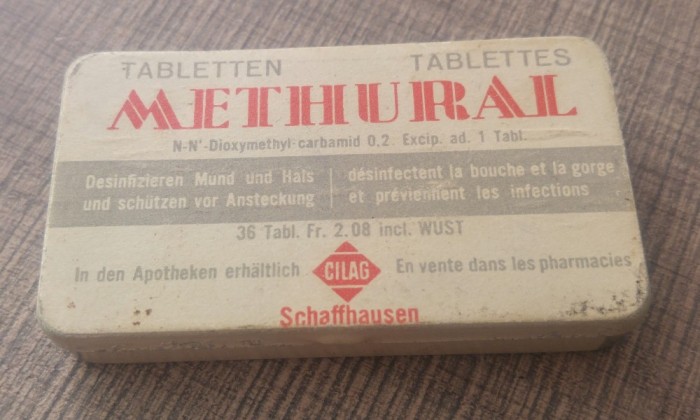 TABLETTEN TABLETTES
METHURAL
N-N'-Dioxymethyl-carbamid 0,2 Excip. ad. 1 Tabl.
Desinfizieren Mund und Hals
und schützen vor Ansteckung
désinfectent la bouche et la gorge
et préviennent les infections
36 Tabl. Fr. 2.08 incl. WUST
In den Apotheken erhältlich
CILAG
En vente dans les pharmacies
Schaffhausen